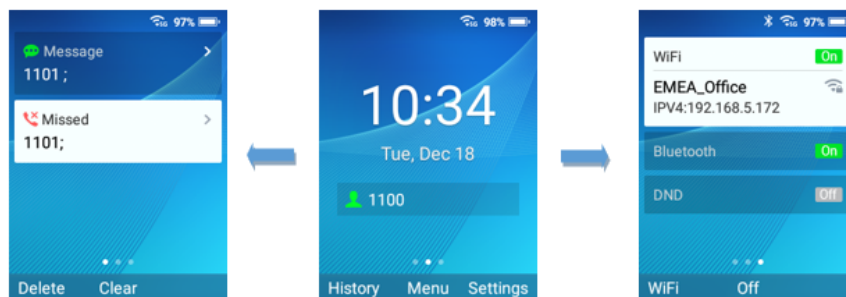 97%
Message
1101 ;
Missed
1101;
Delete Clear
98%
10:34
Tue, Dec 18
1100
History Menu Settings
97%
WiFi On
EMEA_Office
IPV4:192.168.5.172
Bluetooth On
DND Off
WiFi Off